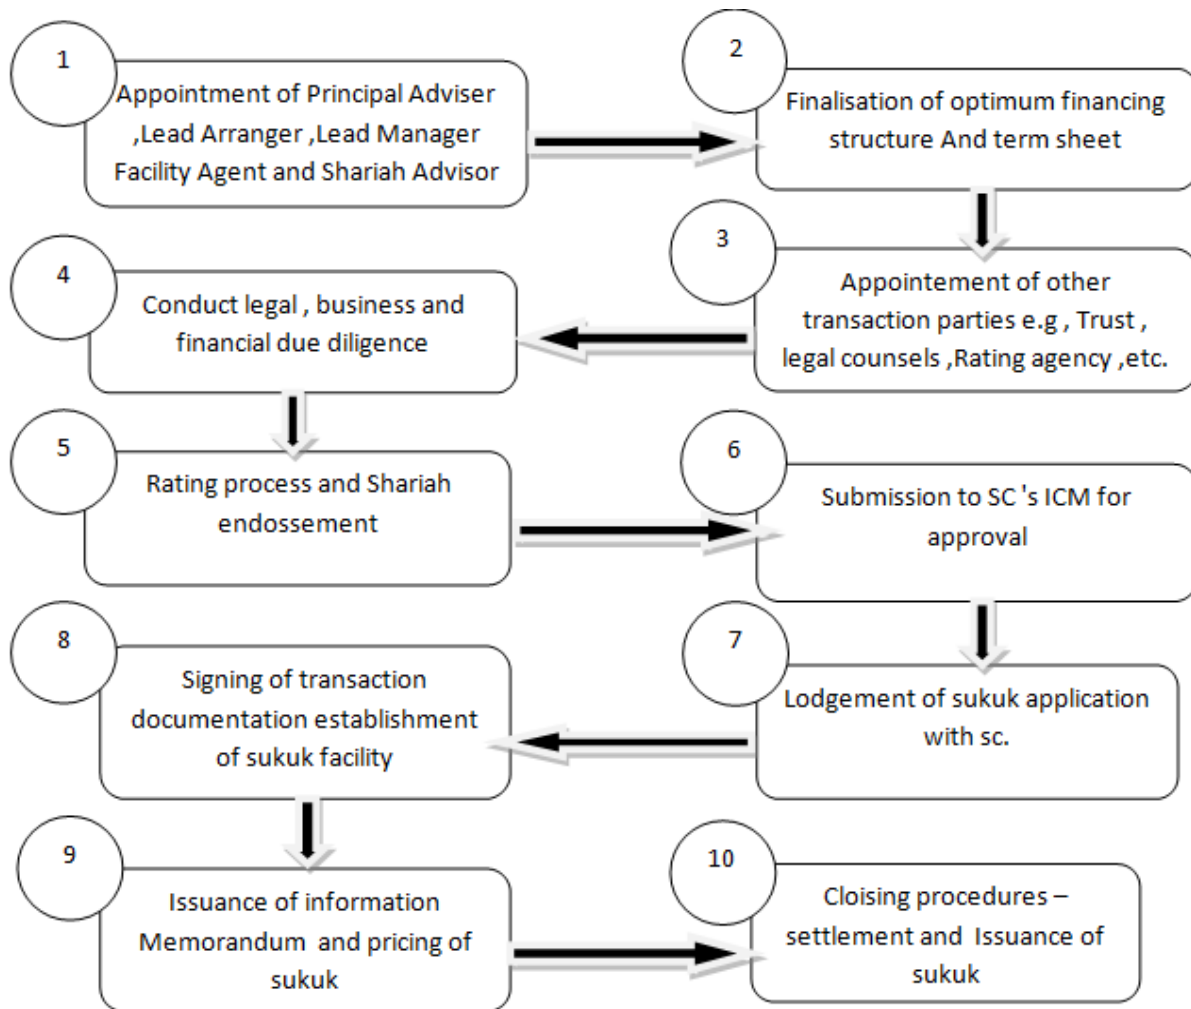 1
Appointment of Principal Adviser
,Lead Arranger ,Lead Manager
Facility Agent and Shariah Advisor
2
Finalisation of optimum financing
structure And term sheet
3
Appointement of other
transaction parties e.g , Trust ,
legal counsels ,Rating agency ,etc.
4
Conduct legal , business and
financial due diligence
5
Rating process and Shariah
endossement
6
Submission to SC 's ICM for
approval
7
Lodgement of sukuk application
with sc.
8
Signing of transaction
documentation establishment
of sukuk facility
9
Issuance of information
Memorandum and pricing of
sukuk
10
Cloising procedures –
settlement and Issuance of
sukuk